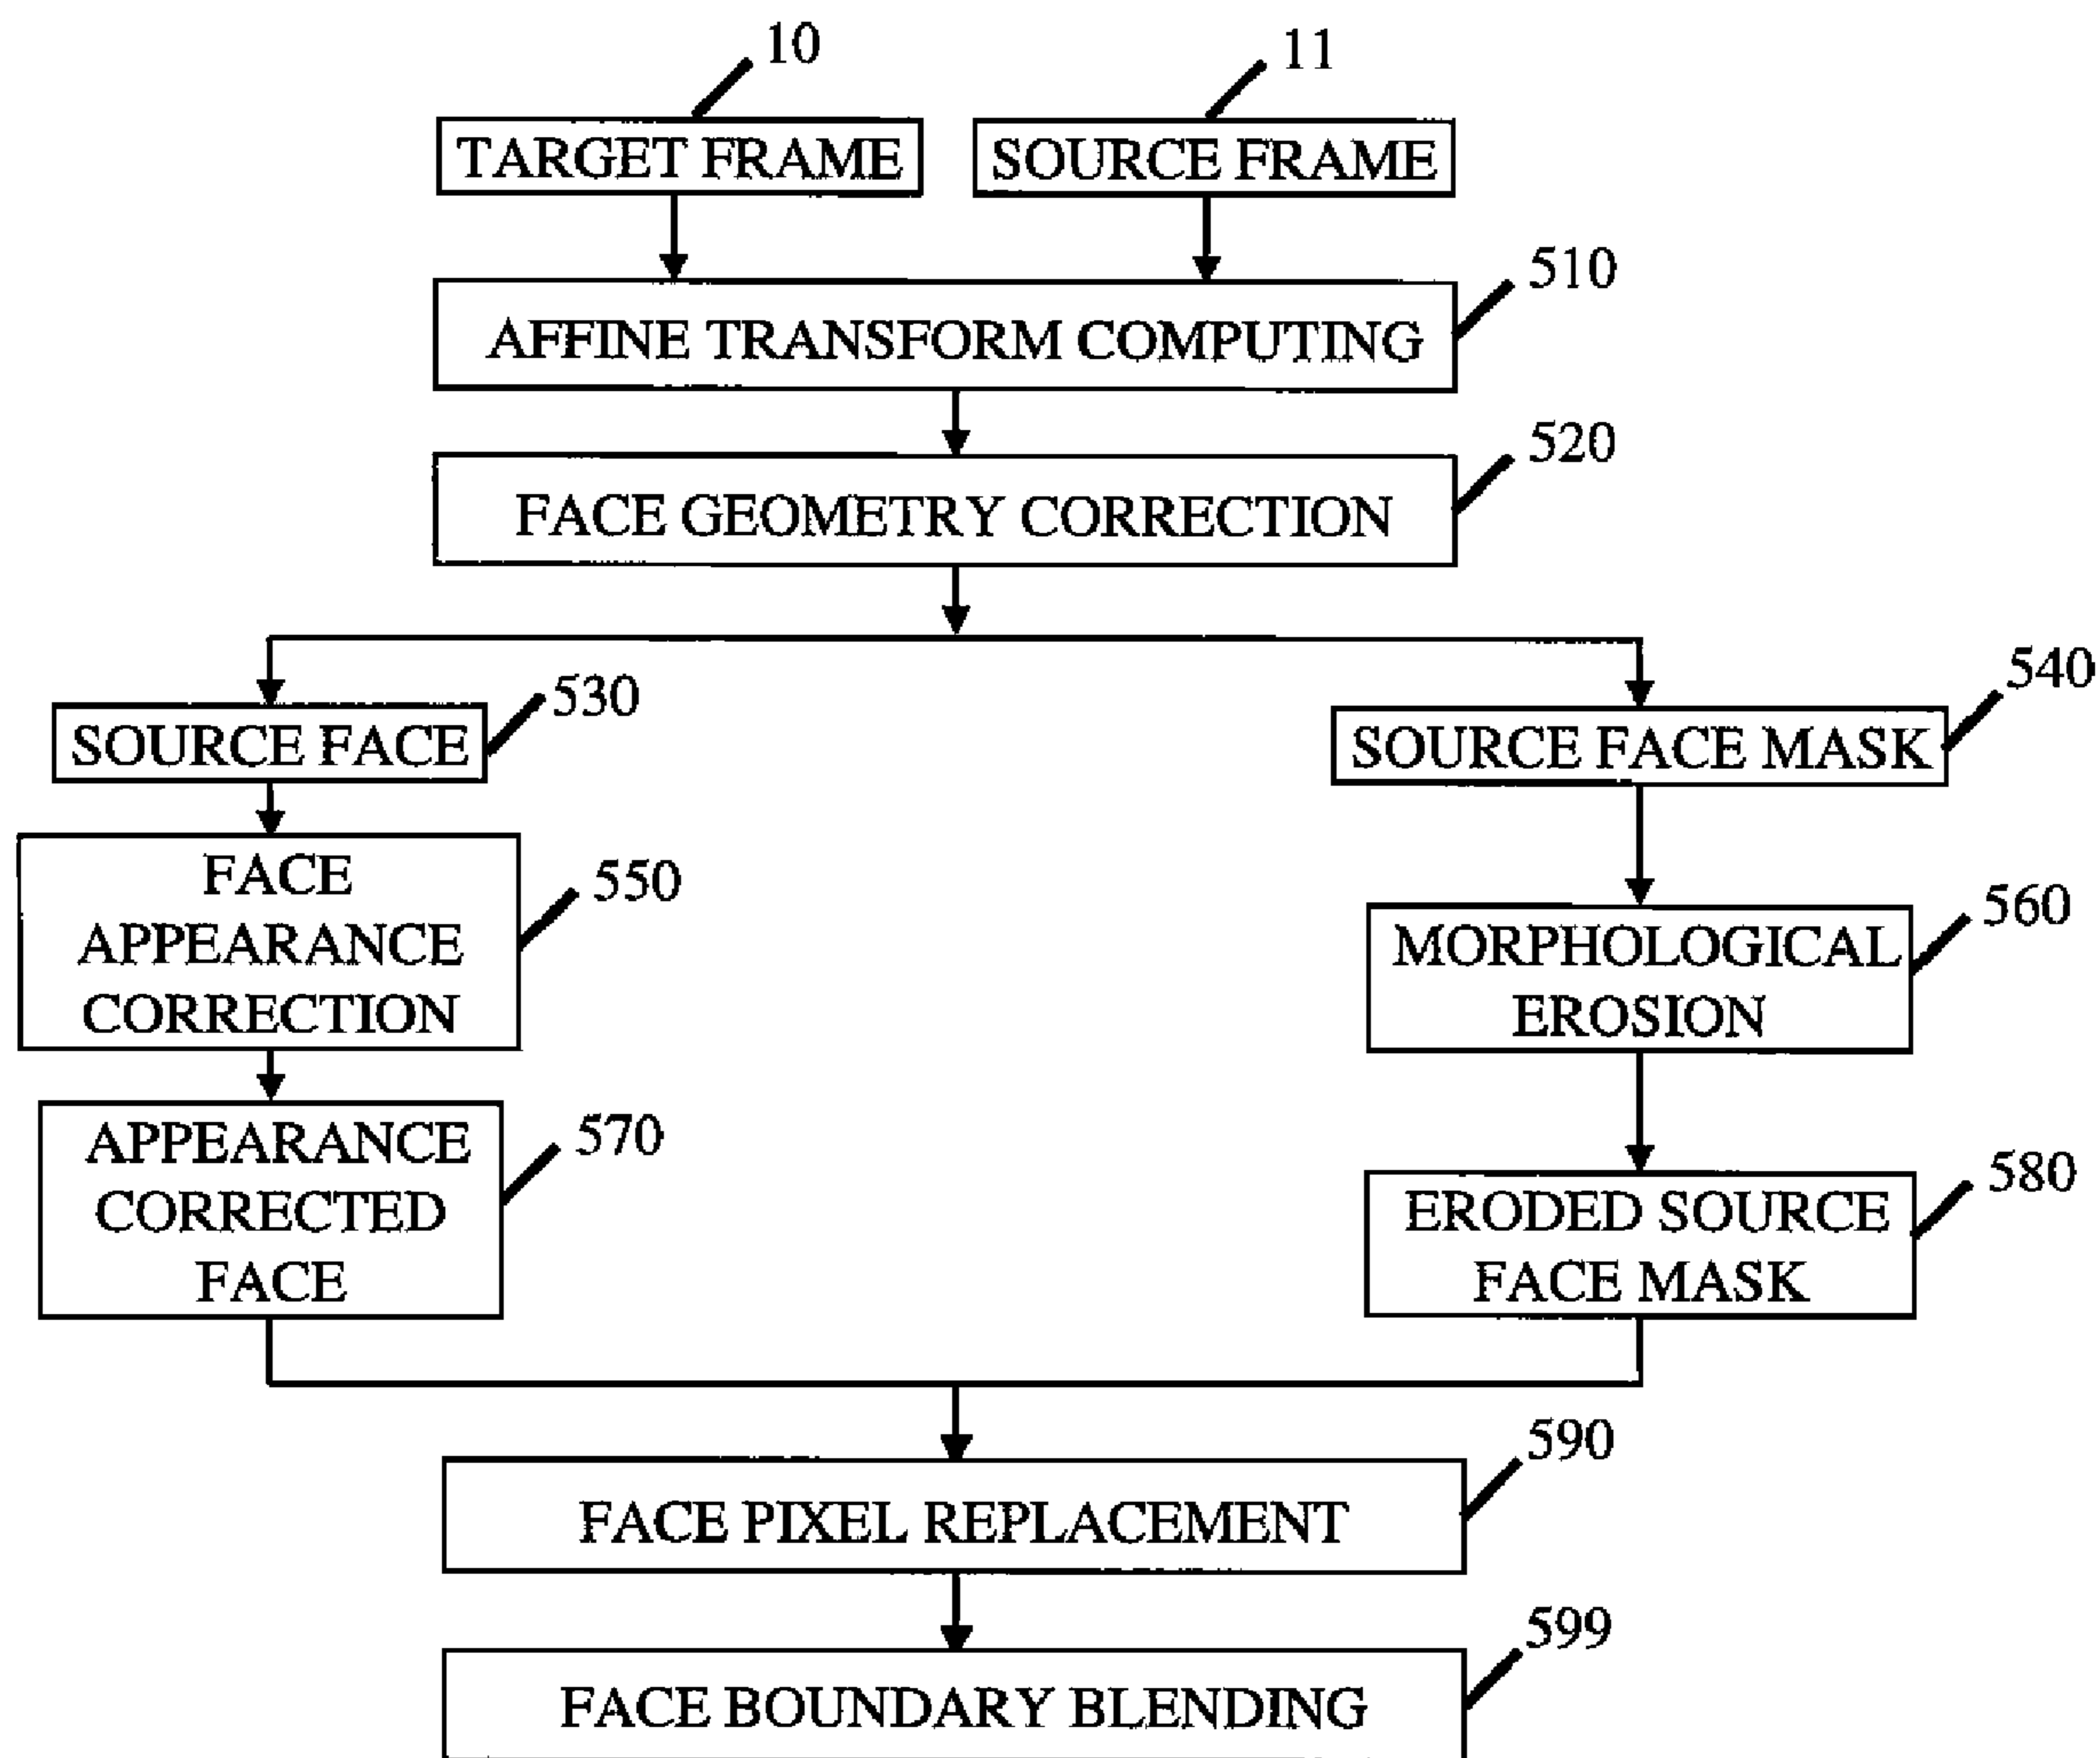 10
11
TARGET FRAME
SOURCE FRAME
510
AFFINE TRANSFORM COMPUTING
520
FACE GEOMETRY CORRECTION
530
540
SOURCE FACE
SOURCE FACE MASK
550
FACE
APPEARANCE
CORRECTION
560
MORPHOLOGICAL
EROSION
570
APPEARANCE
CORRECTED
FACE
580
ERODED SOURCE
FACE MASK
590
FACE PIXEL REPLACEMENT
599
FACE BOUNDARY BLENDING